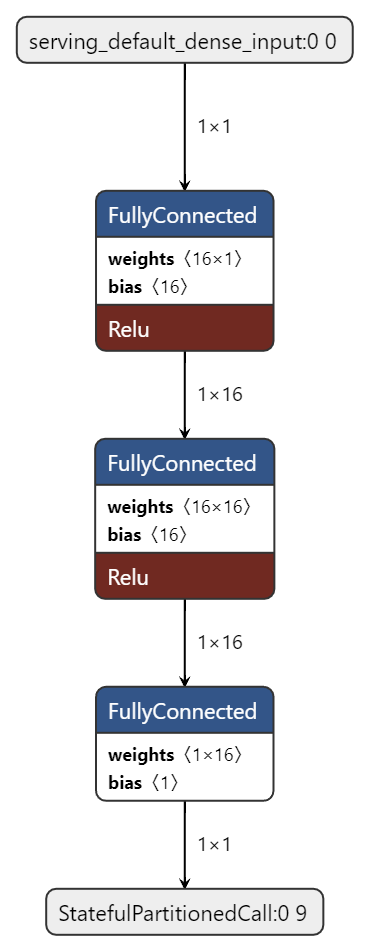 serving_default_dense_input:0 0
1×1
FullyConnected
weights 〈16×1〉
bias 〈16〉
Relu
1×16
FullyConnected
weights 〈16×16〉
bias 〈16〉
Relu
1×16
FullyConnected
weights 〈1×16〉
bias 〈1〉
1×1
StatefulPartitionedCall:0 9